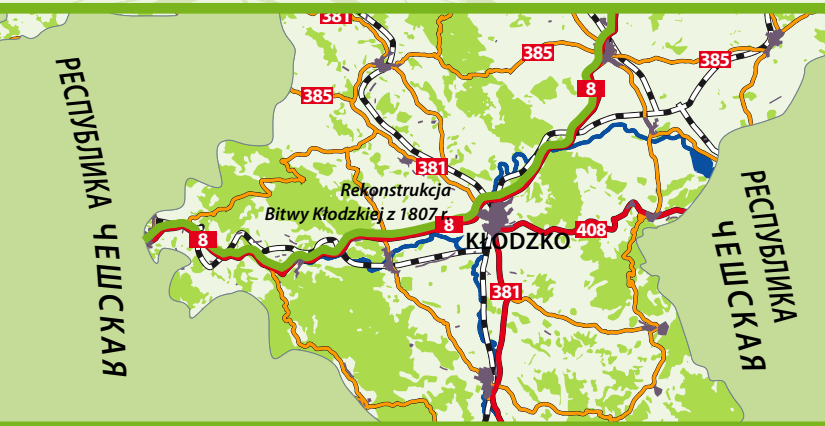 381
385
385
8
385
РЕСПУБЛИКА
ЧЕШСКАЯ
381
Rekonstrukcja
Bitwy Kłodzkiej z 1807 r.
8
8
KŁODZKO
408
РЕСПУБЛИКА
ЧЕШСКАЯ
381